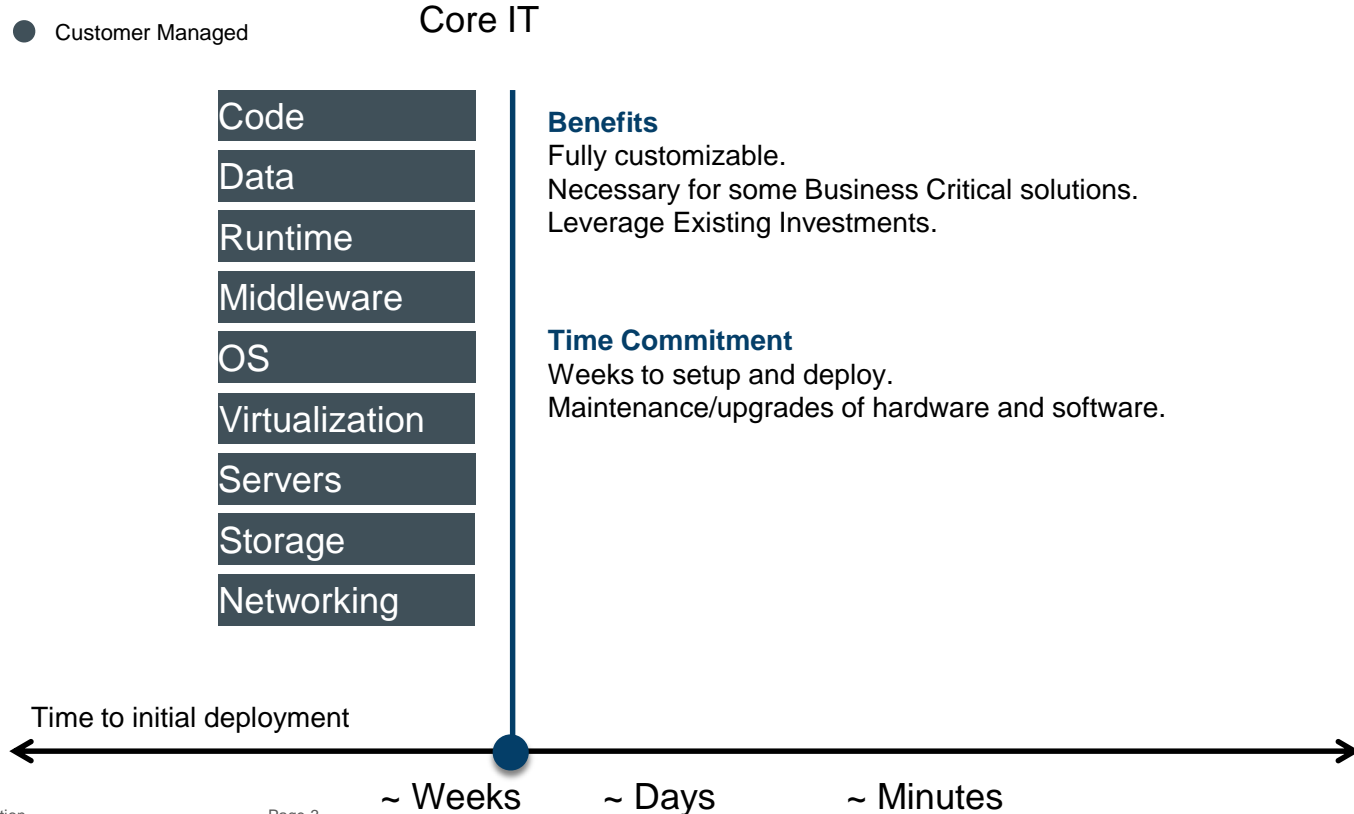 Core IT
Customer Managed
Code
Data
Runtime
Middleware
OS
Virtualization
Servers
Storage
Networking
Benefits
Fully customizable.
Necessary for some Business Critical solutions.
Leverage Existing Investments.
Time Commitment
Weeks to setup and deploy.
Maintenance/upgrades of hardware and software.
Time to initial deployment
~ Weeks
~ Days
~ Minutes